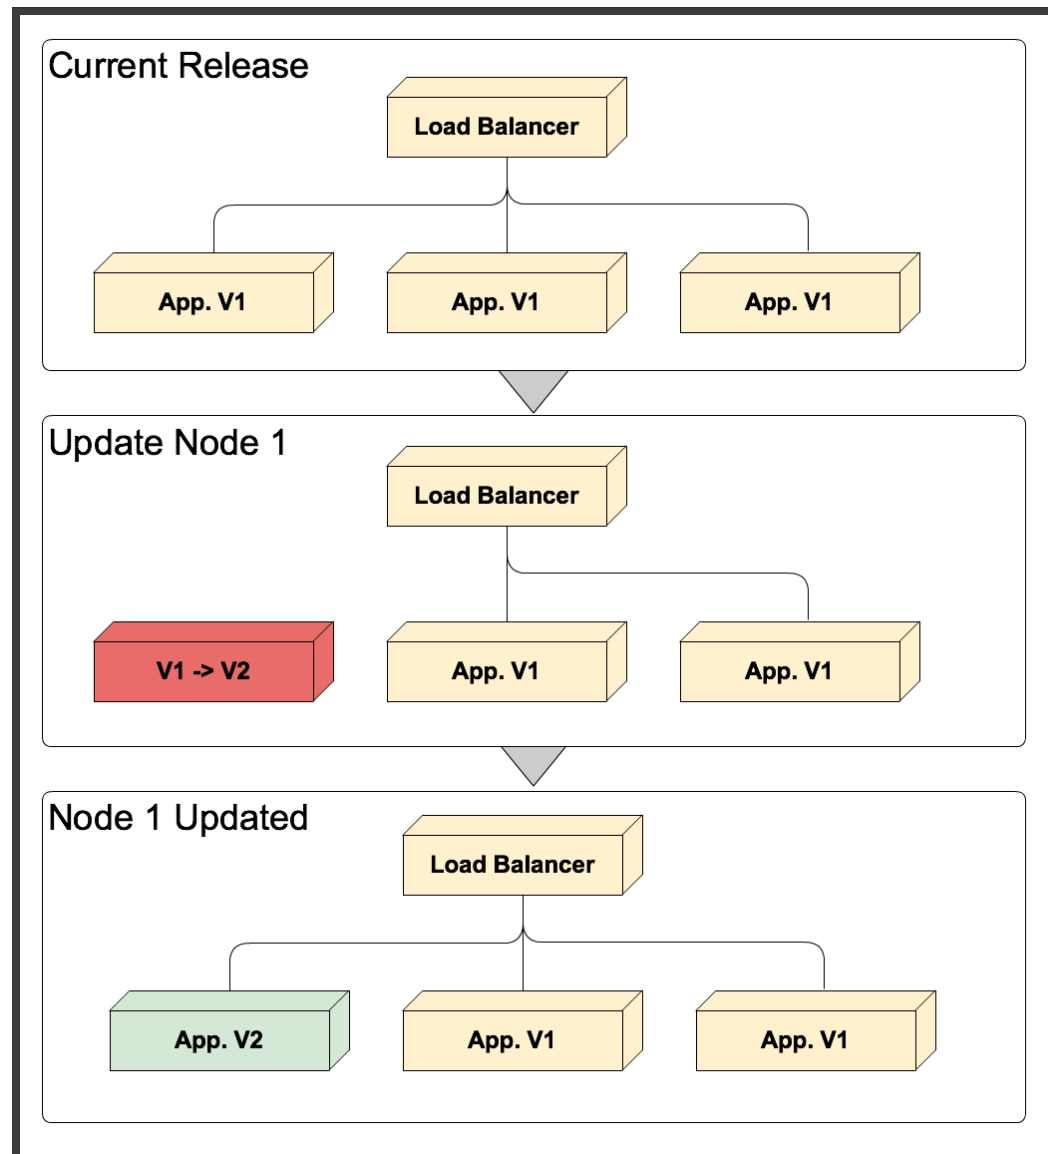 Current Release
Load Balancer
App. V1
App. V1
App. V1
Update Node 1
Load Balancer
V1 -> V2
App. V1
App. V1
Node 1 Updated
Load Balancer
App. V2
App. V1
App. V1